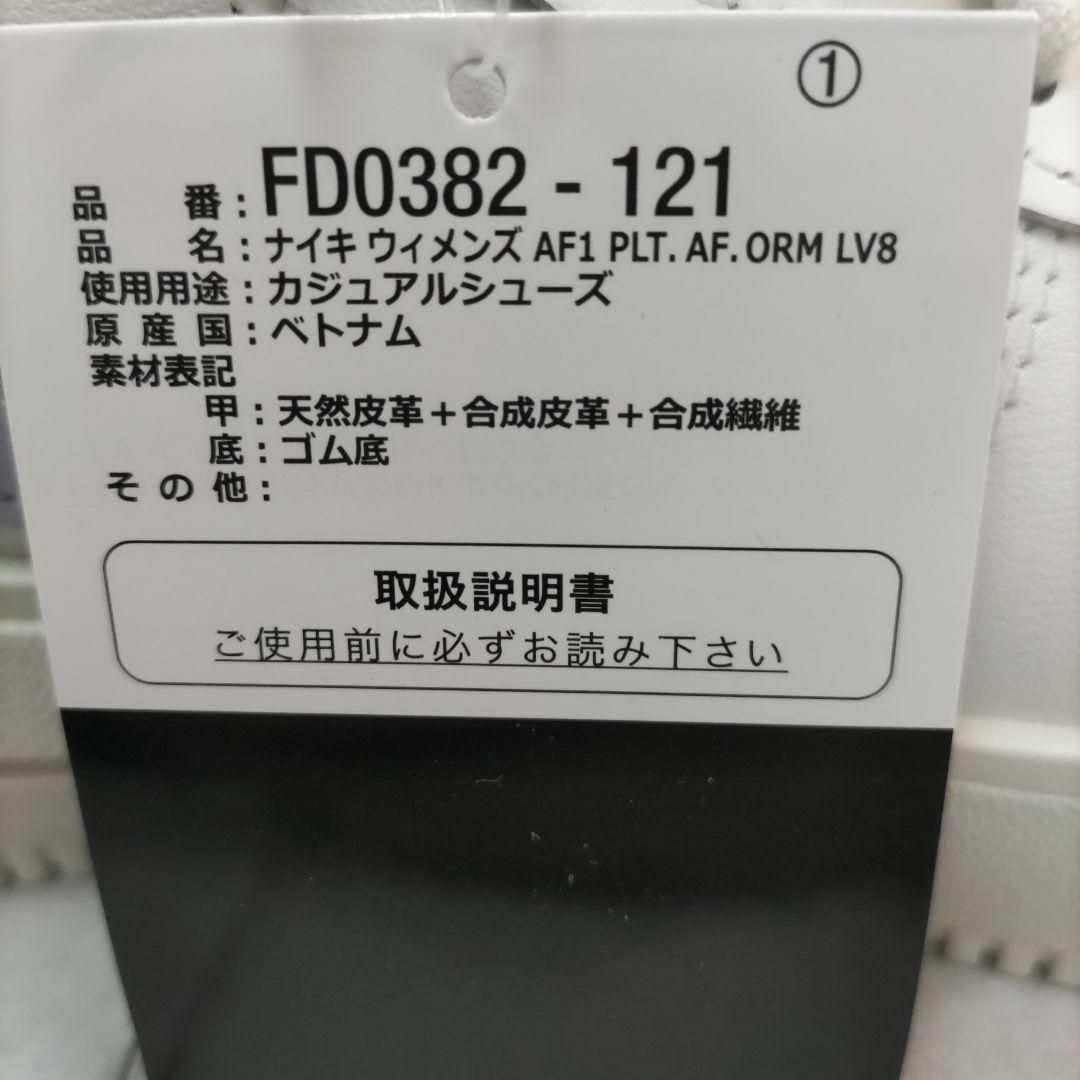 ①
品番：FD0382 - 121
品名：ナイキ ウィメンズ AF1 PLT. AF. ORM LV8
使用用途：カジュアルシューズ
原産国：ベトナム
素材表記
甲：天然皮革＋合成皮革＋合成繊維
底：ゴム底
その他：
取扱説明書
ご使用前に必ずお読み下さい